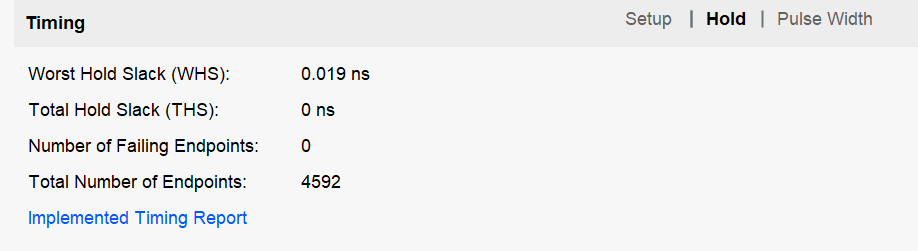 Timing Setup | Hold | Pulse Width
Worst Hold Slack (WHS): 0.019 ns
Total Hold Slack (THS): 0 ns
Number of Failing Endpoints: 0
Total Number of Endpoints: 4592
Implemented Timing Report